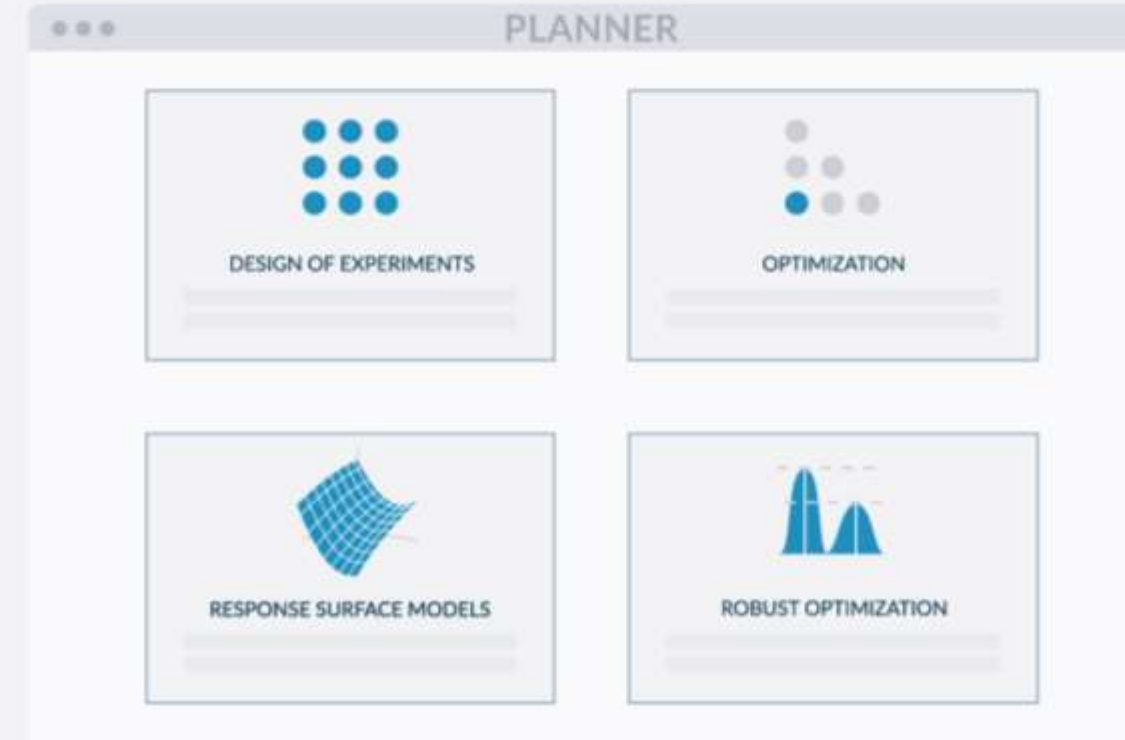 PLANNER
DESIGN OF EXPERIMENTS
OPTIMIZATION
RESPONSE SURFACE MODELS
ROBUST OPTIMIZATION